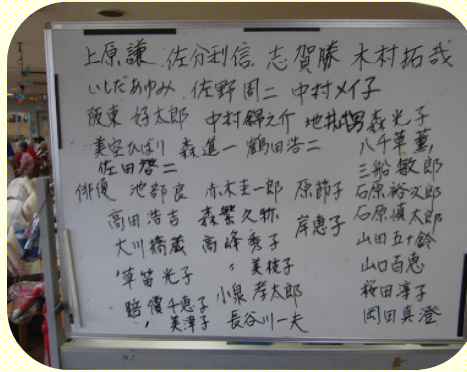 上原謙 佐分利信 志賀勝 木村拓哉
いしだあゆみ 佐野周二 中村メイ子
阪東好太郎 中村錦之介 森光子
美空ひばり 森進一 鶴田浩二 八千草薫
佐田啓二 三船敏郎
俳優 池部良 赤木圭一郎 原節子 石原裕次郎
高田浩吉 森繁久弥 岸恵子 石原慎太郎
大川橋蔵 高峰秀子 山田五十鈴
草笛光子 〃 美枝子 山口百恵
賠償千恵子 小泉孝太郎 桜田淳子
〃 美津子 長谷川一夫 岡田真澄